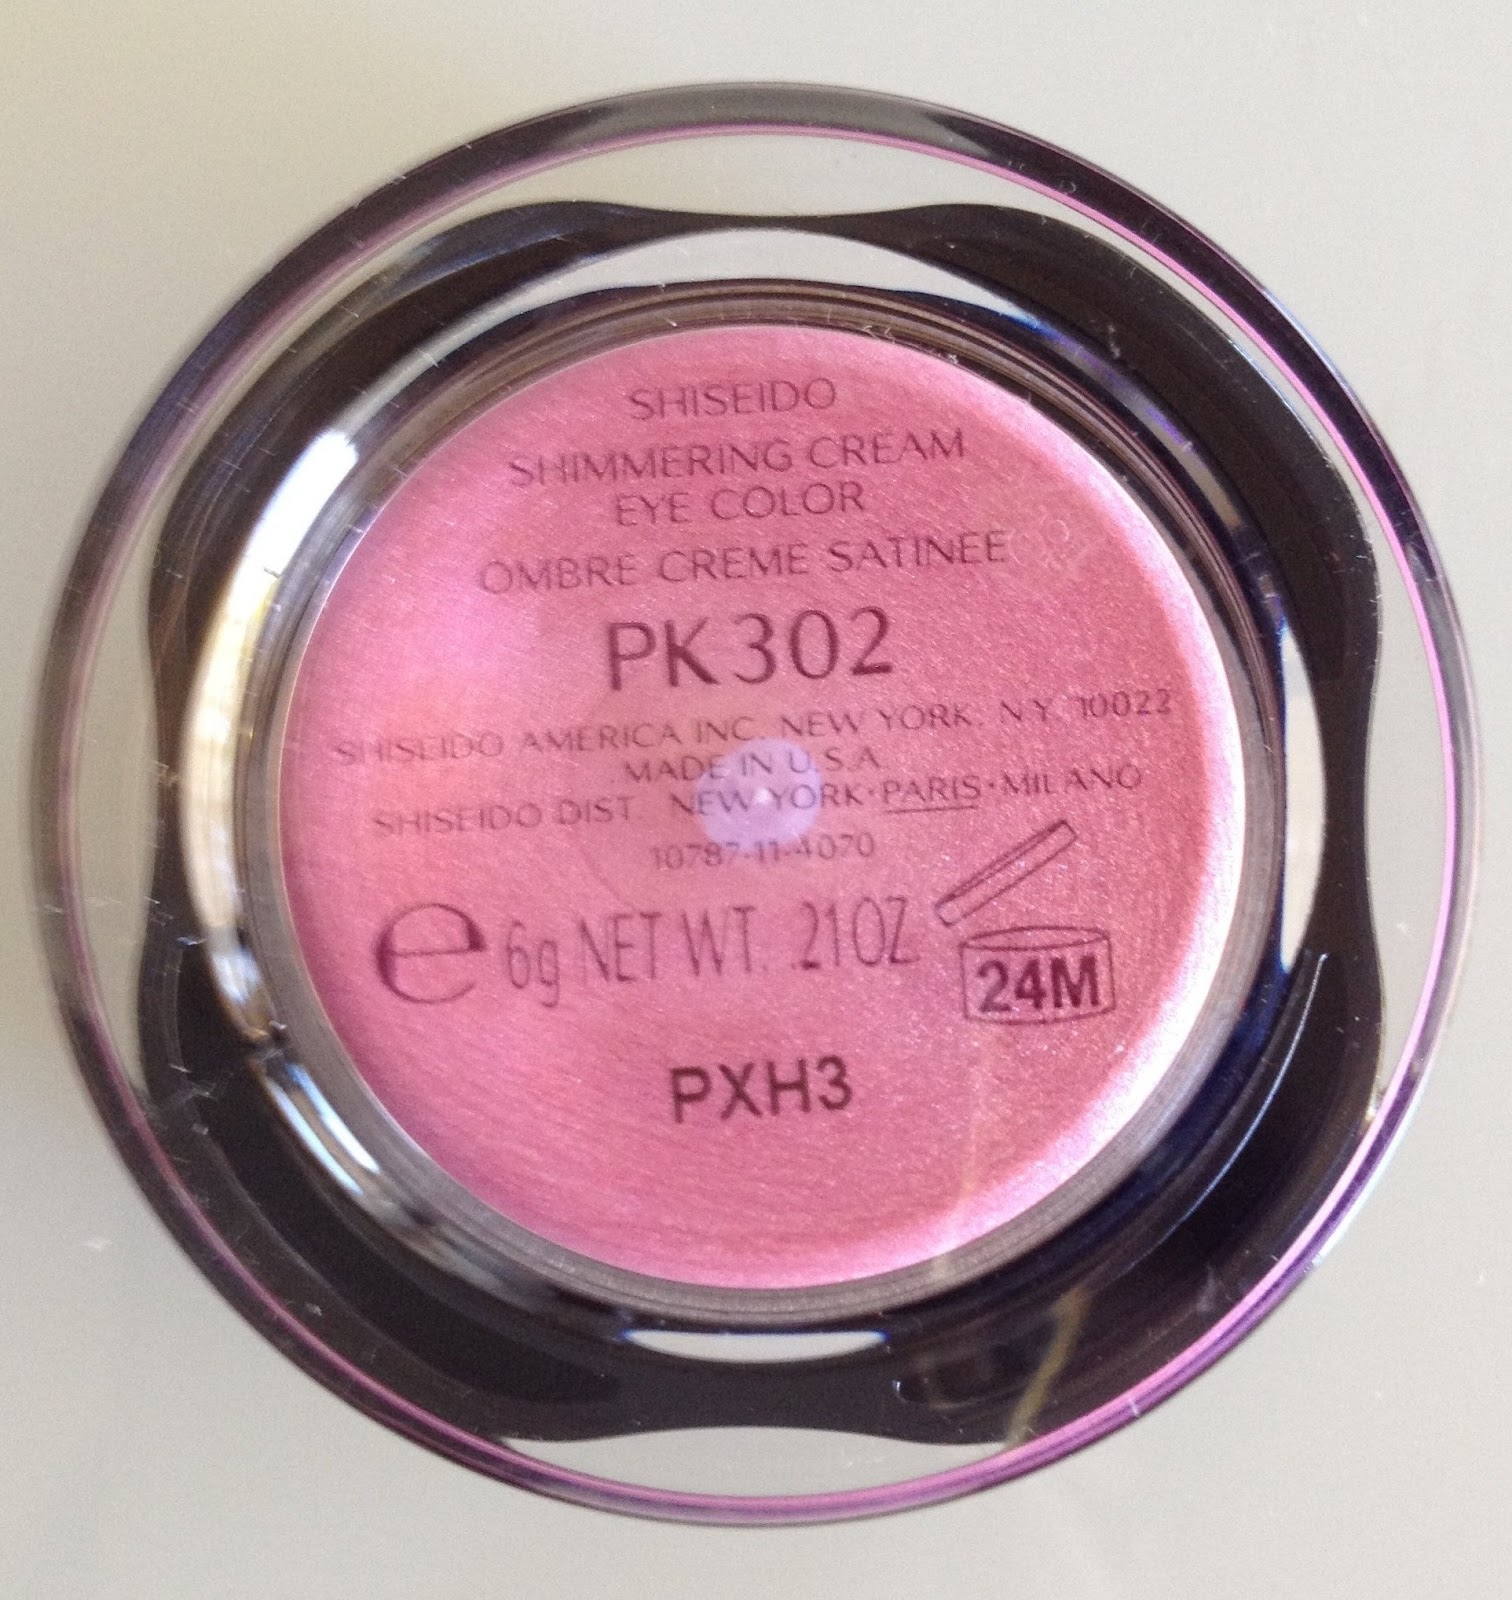 SHISEIDO
SHIMMERING CREAM
EYE COLOR
OMBRE CREME SATINEE
PK302
SHISEIDO AMERICA INC. NEW YORK, N.Y. 10022
MADE IN U.S.A.
SHISEIDO DIST. NEW YORK·PARIS·MILANO
10787-11-4070
e 6g NET WT. .21OZ
24M
PXH3